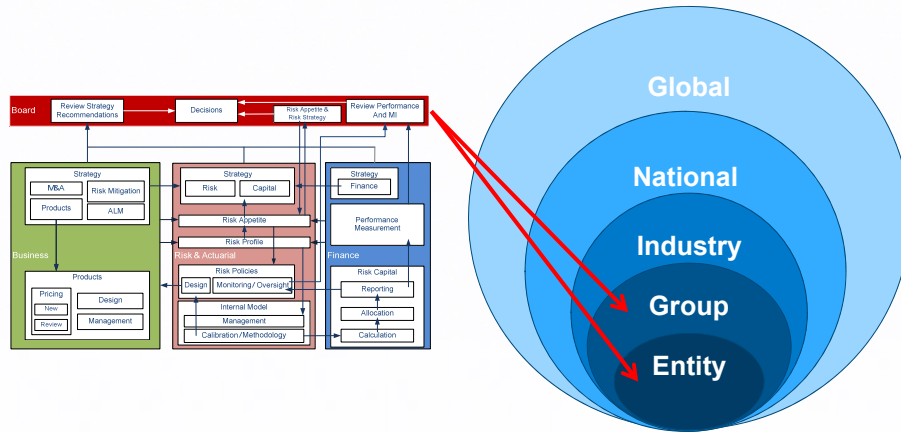 Board
Review Strategy
Recommendations
Decisions
Risk Appetite &
Risk Strategy
Review Performance
And MI
Strategy
M&A
Risk Mitigation
Products
ALM
Business
Products
Pricing
New
Review
Design
Management
Strategy
Risk
Capital
Risk Appetite
Risk Profile
Risk & Actuarial
Risk Policies
Design
Monitoring/Oversight
Internal Model
Management
Calibration/Methodology
Strategy
Finance
Performance
Measurement
Finance
Risk Capital
Reporting
Allocation
Calculation
Global
National
Industry
Group
Entity